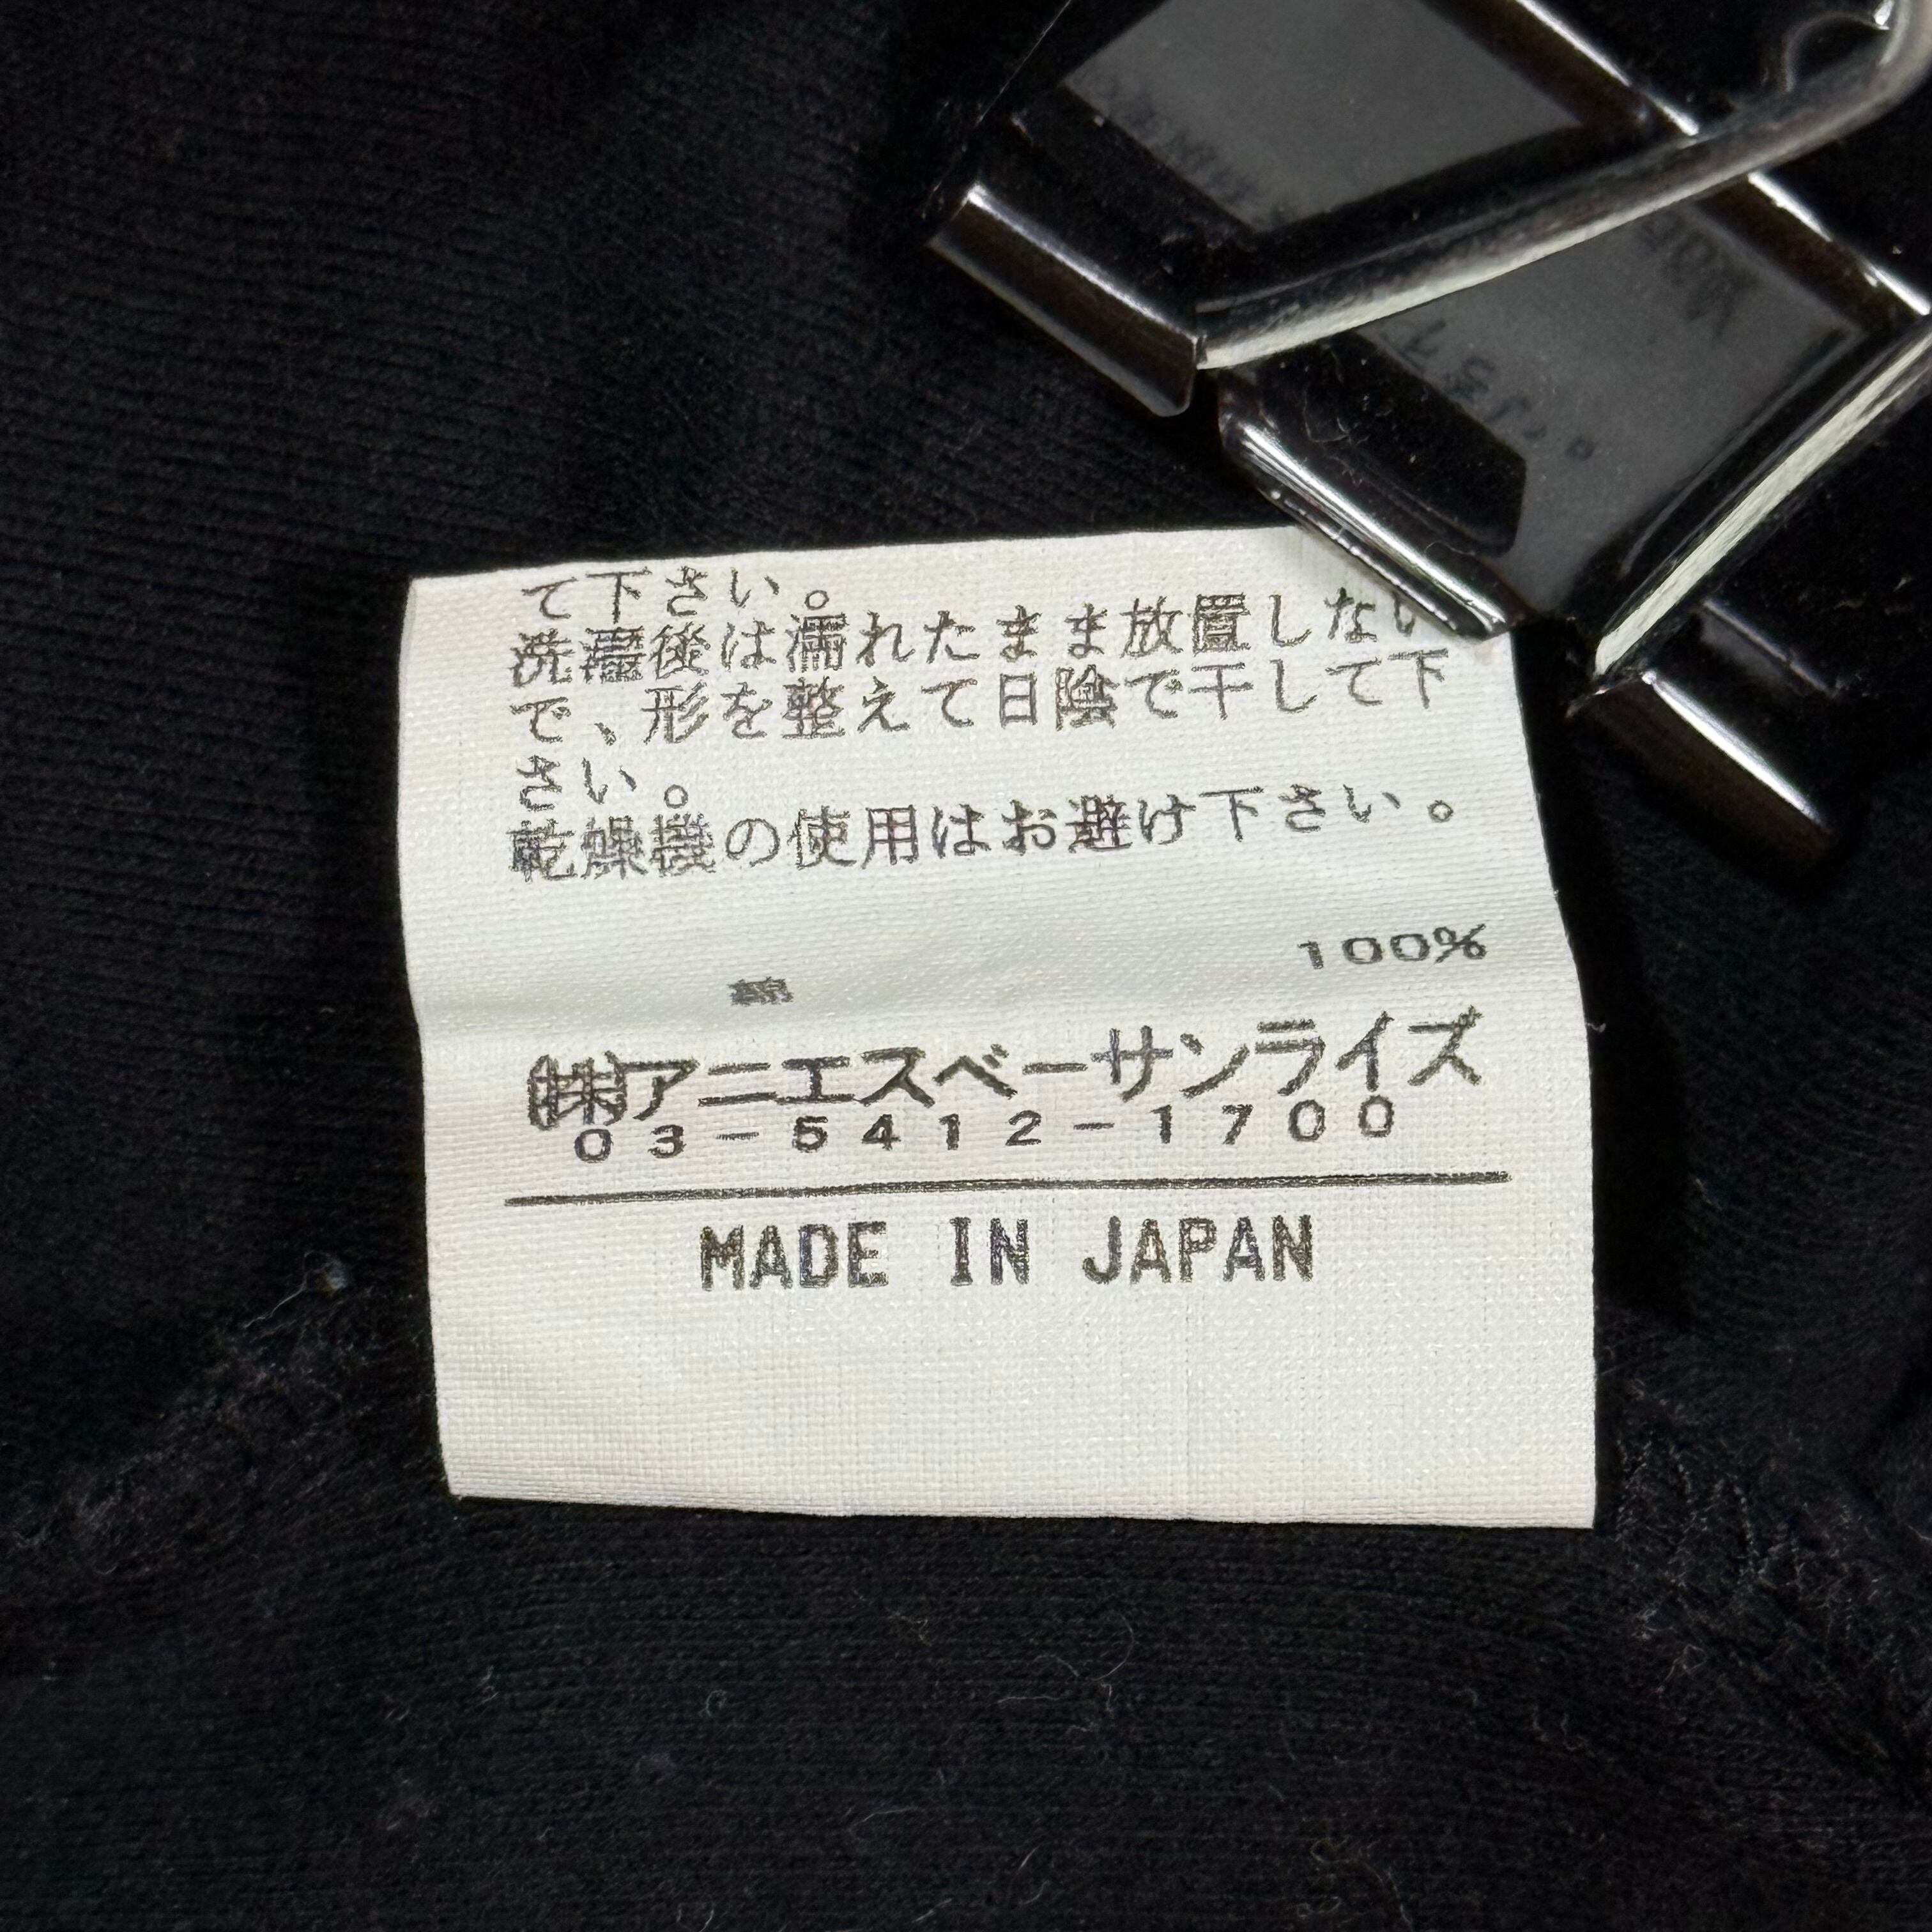 て下さい。
洗濯後は濡れたまま放置しない
で、形を整えて日陰で干して下
さい。
乾燥機の使用はお避け下さい。
綿 100%
㈱アニエスベーサンライズ
03-5412-1700
MADE IN JAPAN